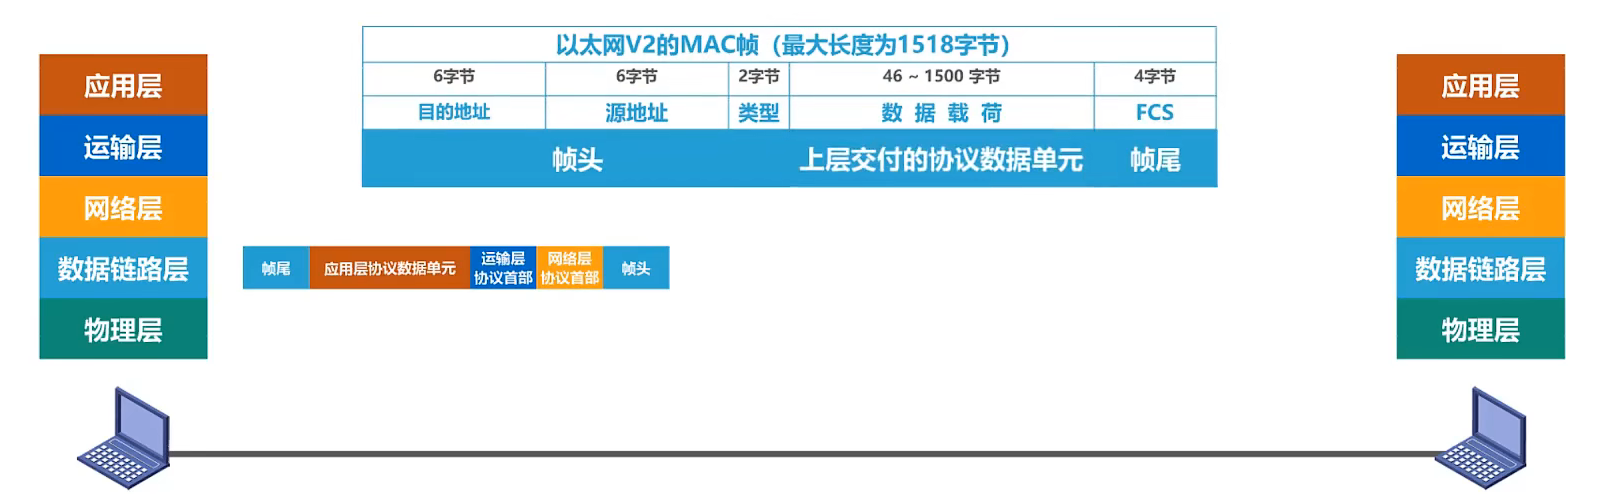 以太网V2的MAC帧（最大长度为1518字节）
6字节 6字节 2字节 46 ~ 1500 字节 4字节
目的地址 源地址 类型 数据载荷 FCS
帧头 上层交付的协议数据单元 帧尾
应用层
运输层
网络层
数据链路层
物理层
帧尾
应用层协议数据单元
运输层
协议首部
网络层
协议首部
帧头
应用层
运输层
网络层
数据链路层
物理层